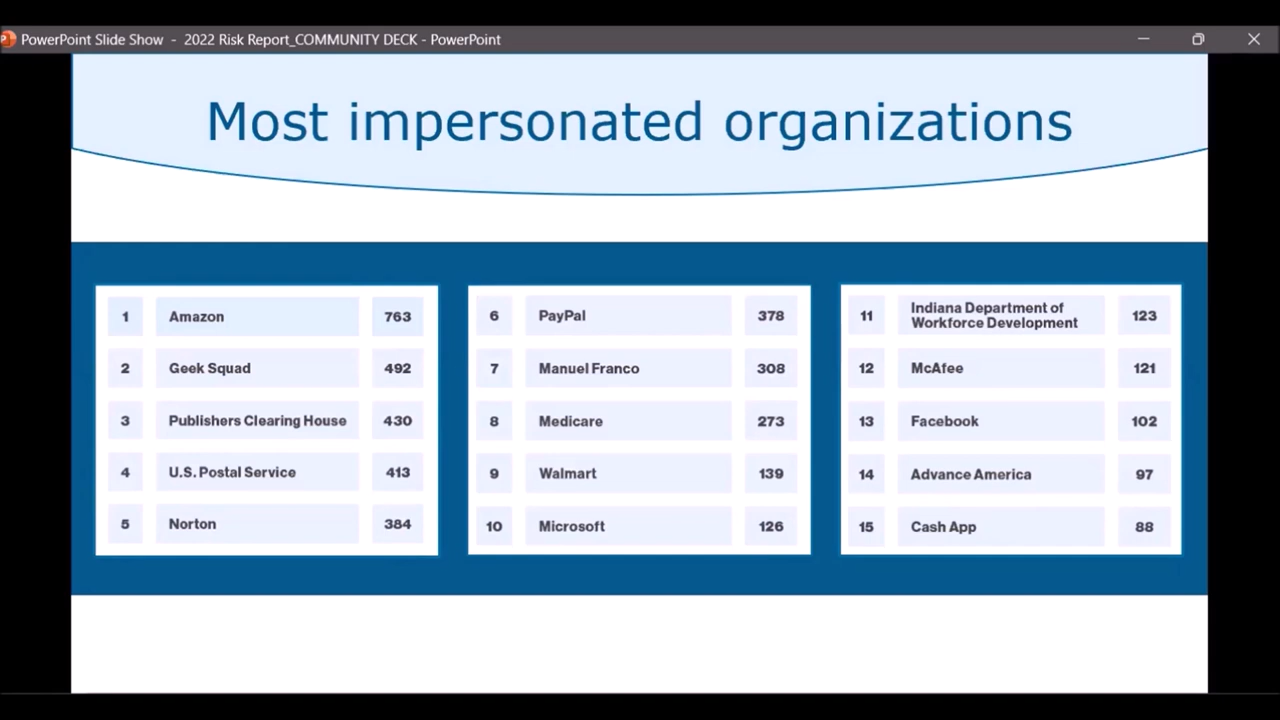 PowerPoint Slide Show - 2022 Risk Report_COMMUNITY DECK - PowerPoint
Most impersonated organizations
1 Amazon 763
2 Geek Squad 492
3 Publishers Clearing House 430
4 U.S. Postal Service 413
5 Norton 384
6 PayPal 378
7 Manuel Franco 308
8 Medicare 273
9 Walmart 139
10 Microsoft 126
11 Indiana Department of
Workforce Development 123
12 McAfee 121
13 Facebook 102
14 Advance America 97
15 Cash App 88